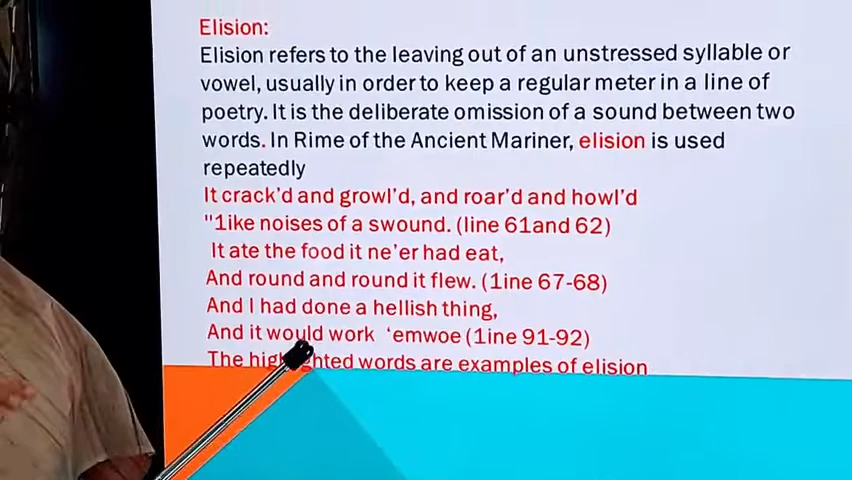 Elision:
Elision refers to the leaving out of an unstressed syllable or
vowel, usually in order to keep a regular meter in a line of
poetry. It is the deliberate omission of a sound between two
words. In Rime of the Ancient Mariner, elision is used
repeatedly
It crack'd and growl'd, and roar'd and howl'd
"1ike noises of a swound. (line 61and 62)
It ate the food it ne'er had eat,
And round and round it flew. (1ine 67-68)
And I had done a hellish thing,
And it would work 'emwoe (1ine 91-92)
The highlighted words are examples of elision